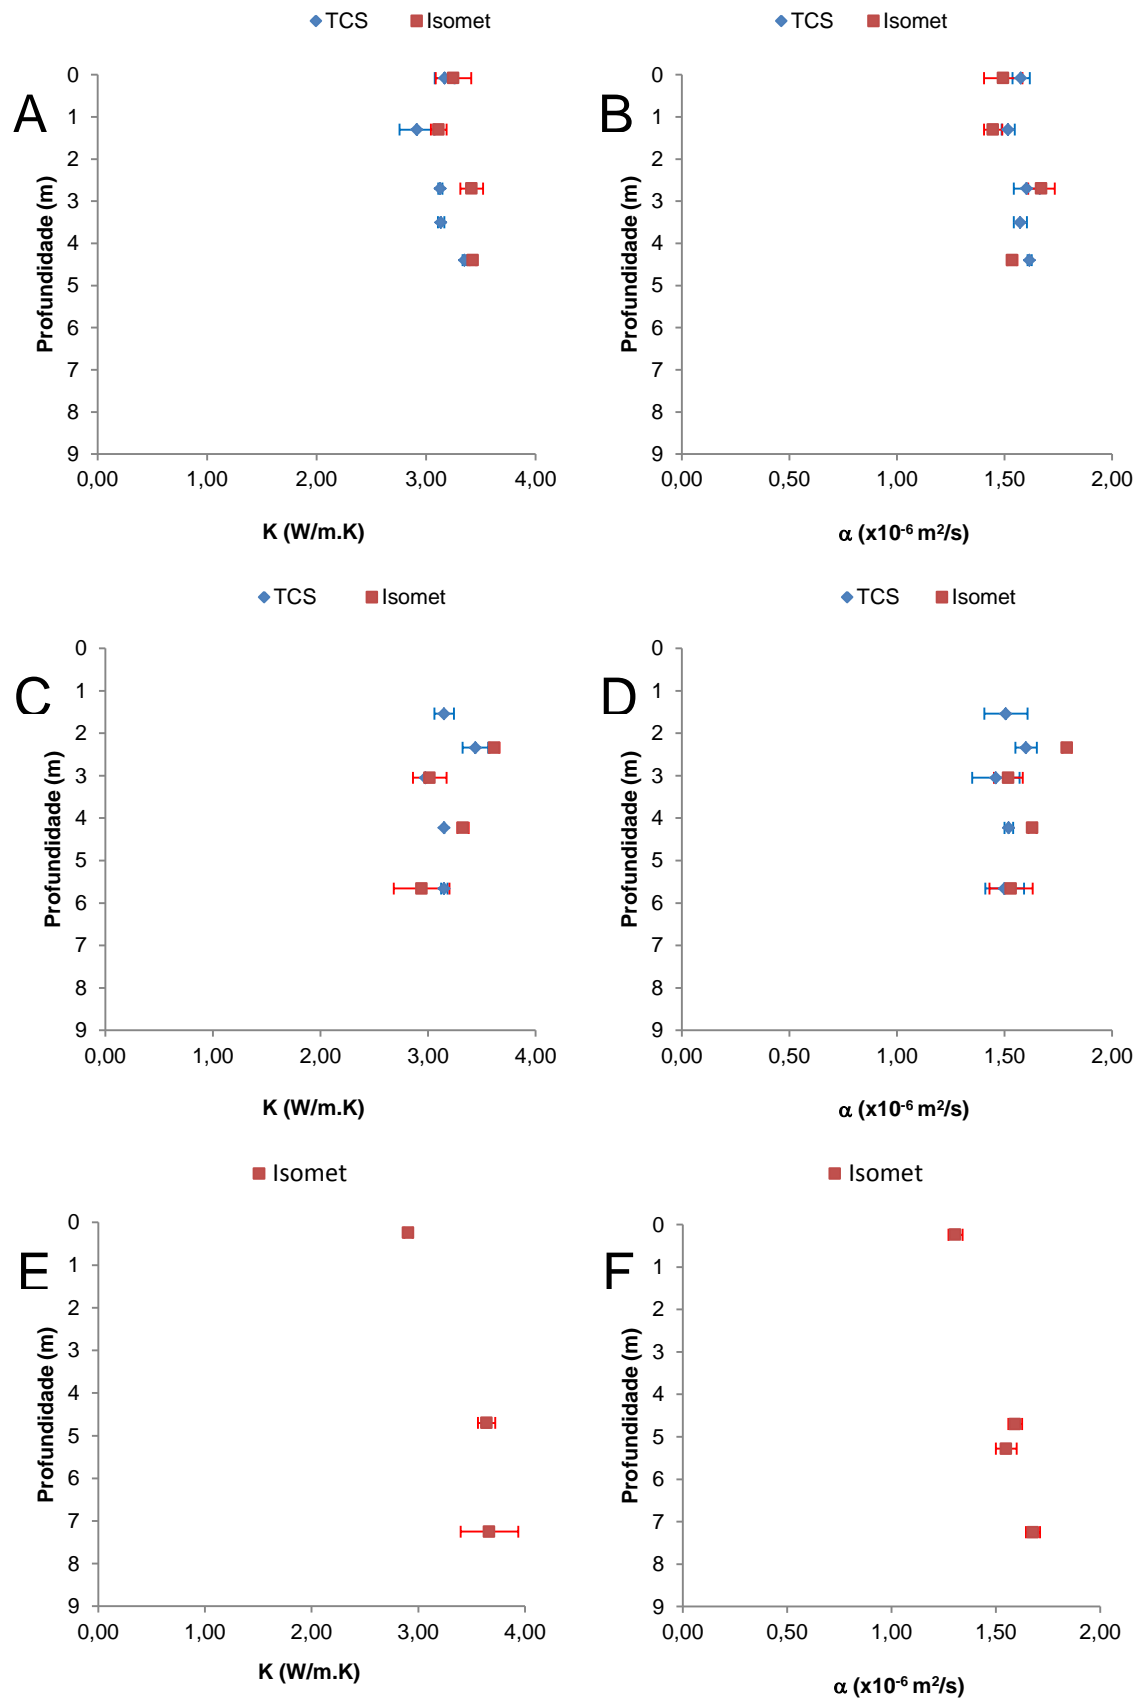 TCS Isomet
A
Profundidade (m)
0
1
2
3
4
5
6
7
8
9
0,00 1,00 2,00 3,00 4,00
K (W/m.K)
TCS Isomet
B
Profundidade (m)
0
1
2
3
4
5
6
7
8
9
0,00 0,50 1,00 1,50 2,00
α (x10⁻⁶ m²/s)
TCS Isomet
C
Profundidade (m)
0
1
2
3
4
5
6
7
8
9
0,00 1,00 2,00 3,00 4,00
K (W/m.K)
TCS Isomet
D
Profundidade (m)
0
1
2
3
4
5
6
7
8
9
0,00 0,50 1,00 1,50 2,00
α (x10⁻⁶ m²/s)
Isomet
E
Profundidade (m)
0
1
2
3
4
5
6
7
8
9
0,00 1,00 2,00 3,00 4,00
K (W/m.K)
Isomet
F
Profundidade (m)
0
1
2
3
4
5
6
7
8
9
0,00 0,50 1,00 1,50 2,00
α (x10⁻⁶ m²/s)